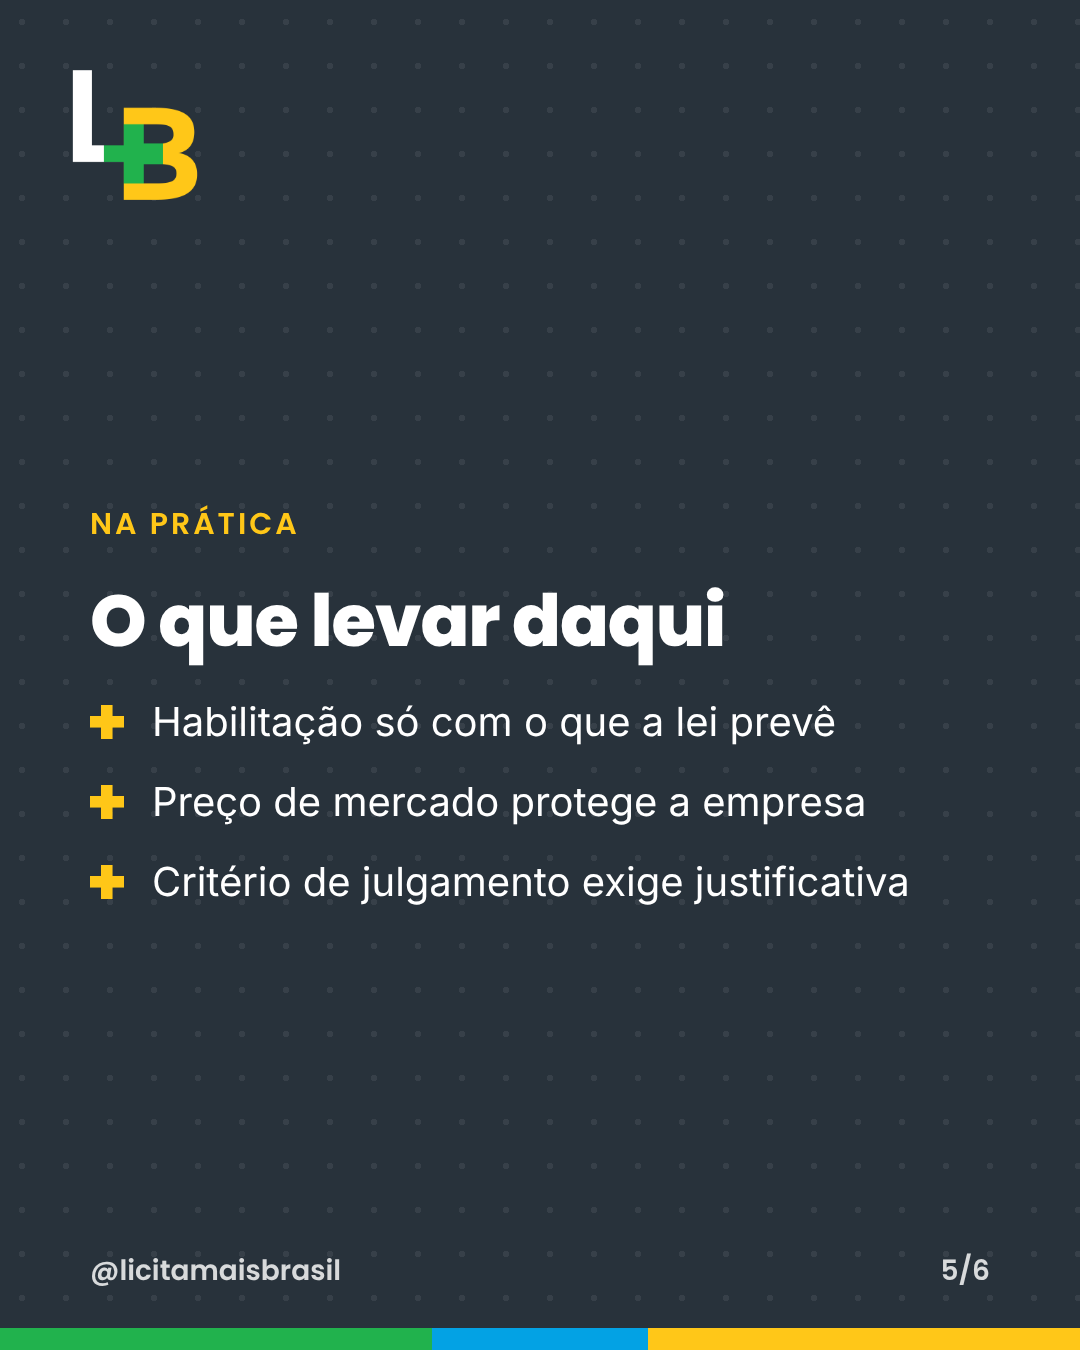 L+B
NA PRÁTICA
O que levar daqui
Habilitação só com o que a lei prevê
Preço de mercado protege a empresa
Critério de julgamento exige justificativa
@licitamaisbrasil
5/6